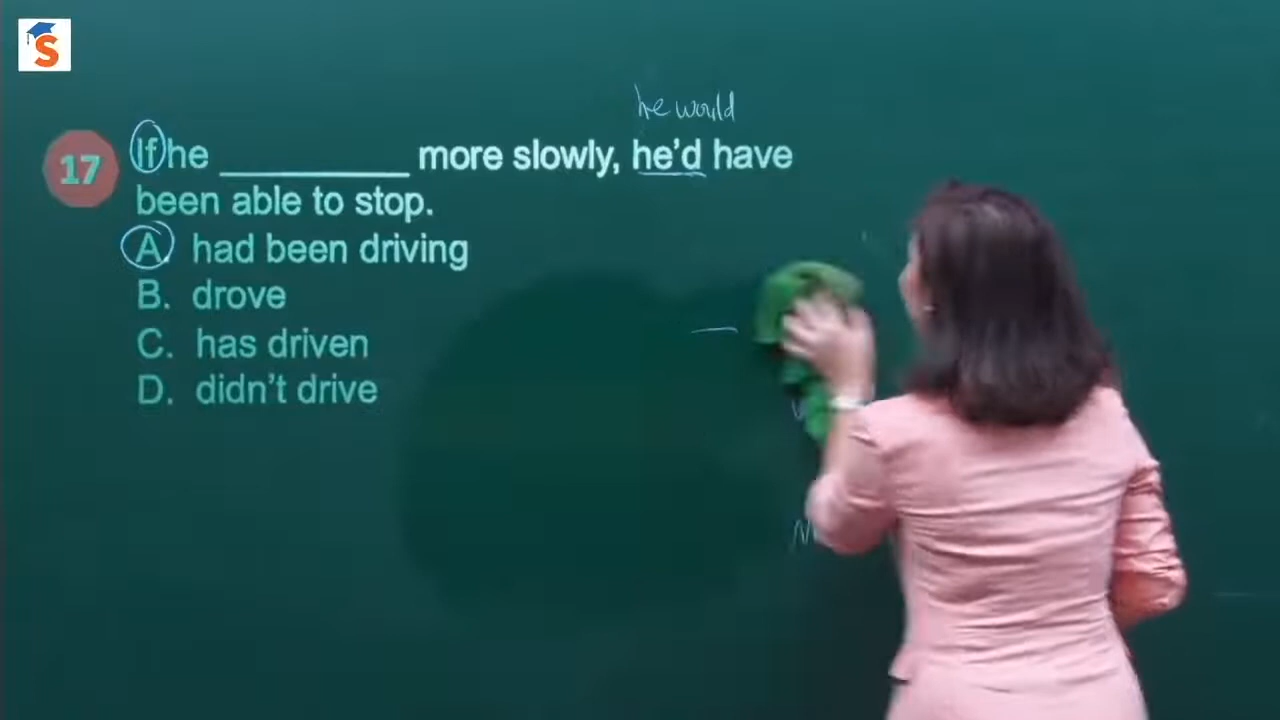 S
he would
17 If he __________ more slowly, he'd have
been able to stop.
A. had been driving
B. drove
C. has driven
D. didn't drive